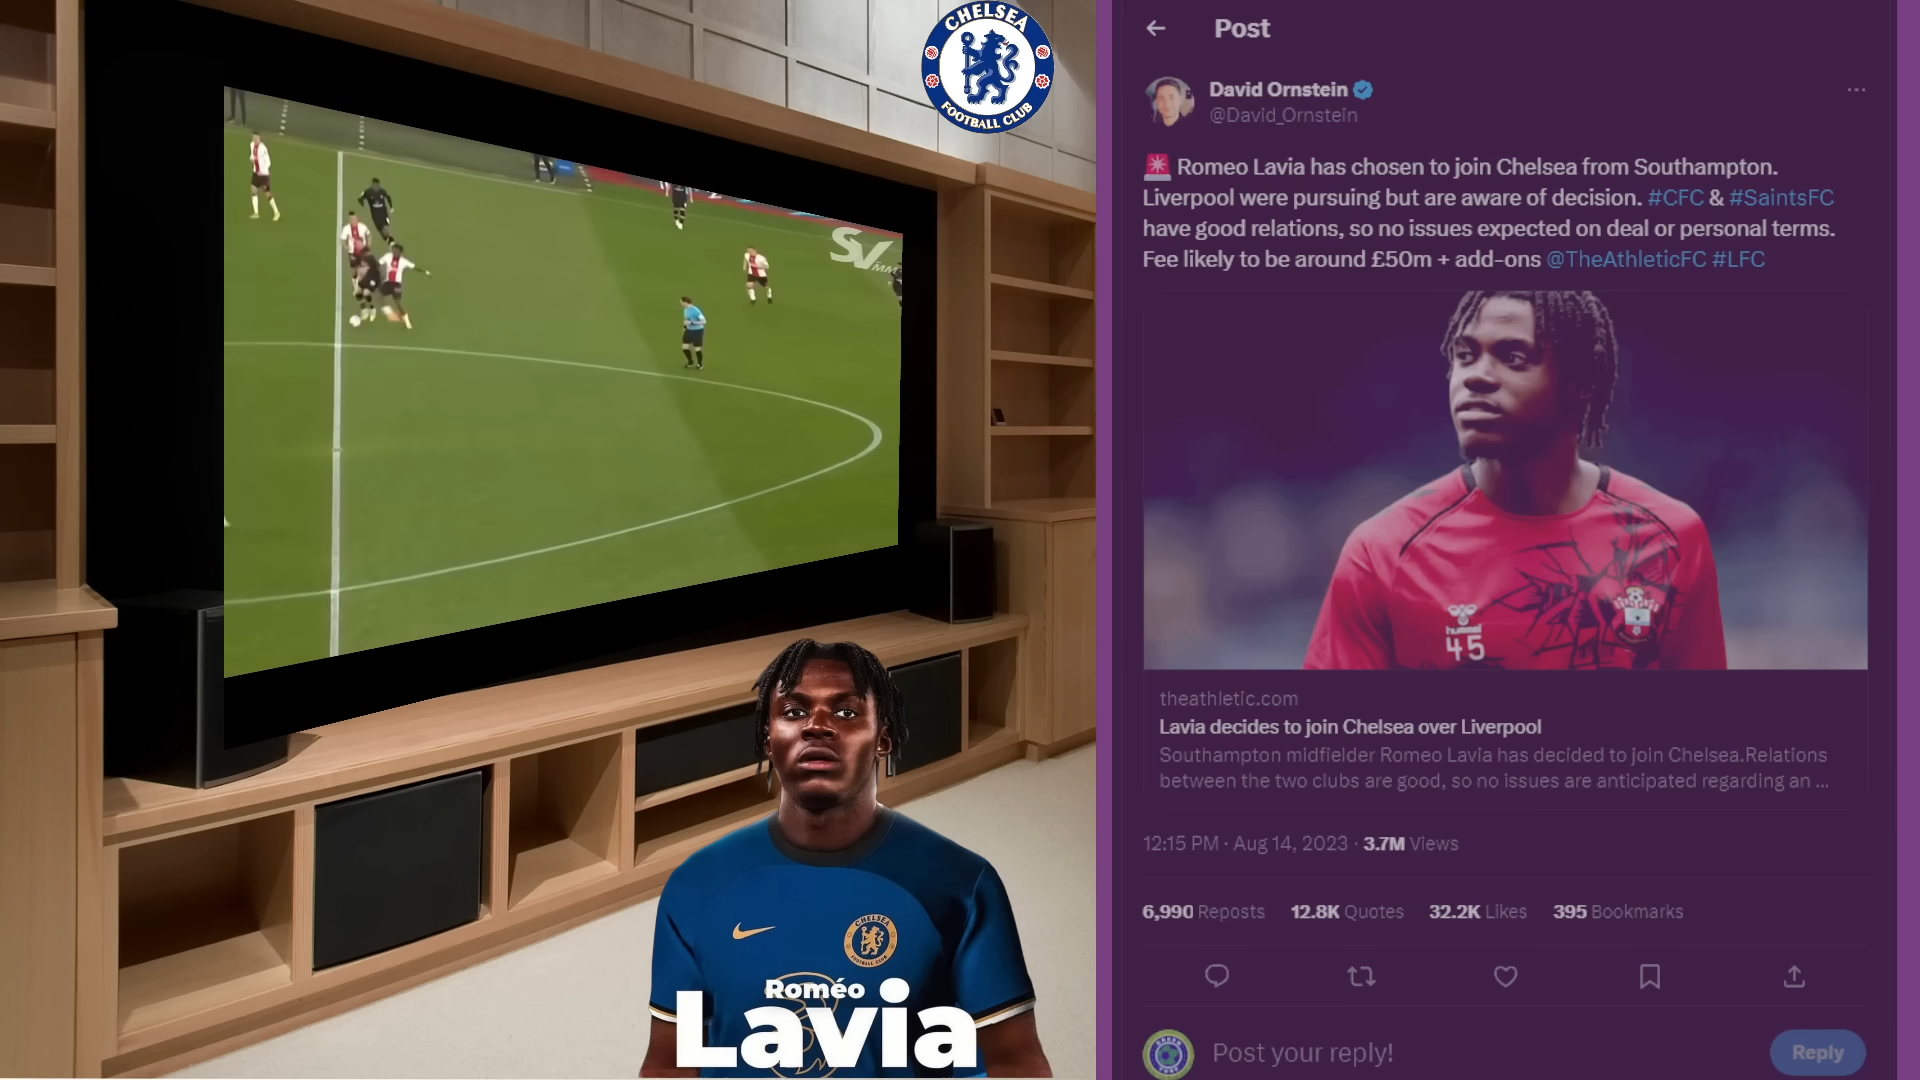 CHELSEA
FOOTBALL CLUB
SV
MM
CHELSEA
FOOTBALL CLUB
Roméo
Lavia
Post
David Ornstein
@David_Ornstein
Romeo Lavia has chosen to join Chelsea from Southampton.
Liverpool were pursuing but are aware of decision. #CFC & #SaintsFC
have good relations, so no issues expected on deal or personal terms.
Fee likely to be around £50m + add-ons @TheAthleticFC #LFC
hummel
45
theathletic.com
Lavia decides to join Chelsea over Liverpool
Southampton midfielder Romeo Lavia has decided to join Chelsea.Relations
between the two clubs are good, so no issues are anticipated regarding an ...
12:15 PM · Aug 14, 2023 · 3.7M Views
6,990 Reposts 12.8K Quotes 32.2K Likes 395 Bookmarks
Post your reply!
Reply